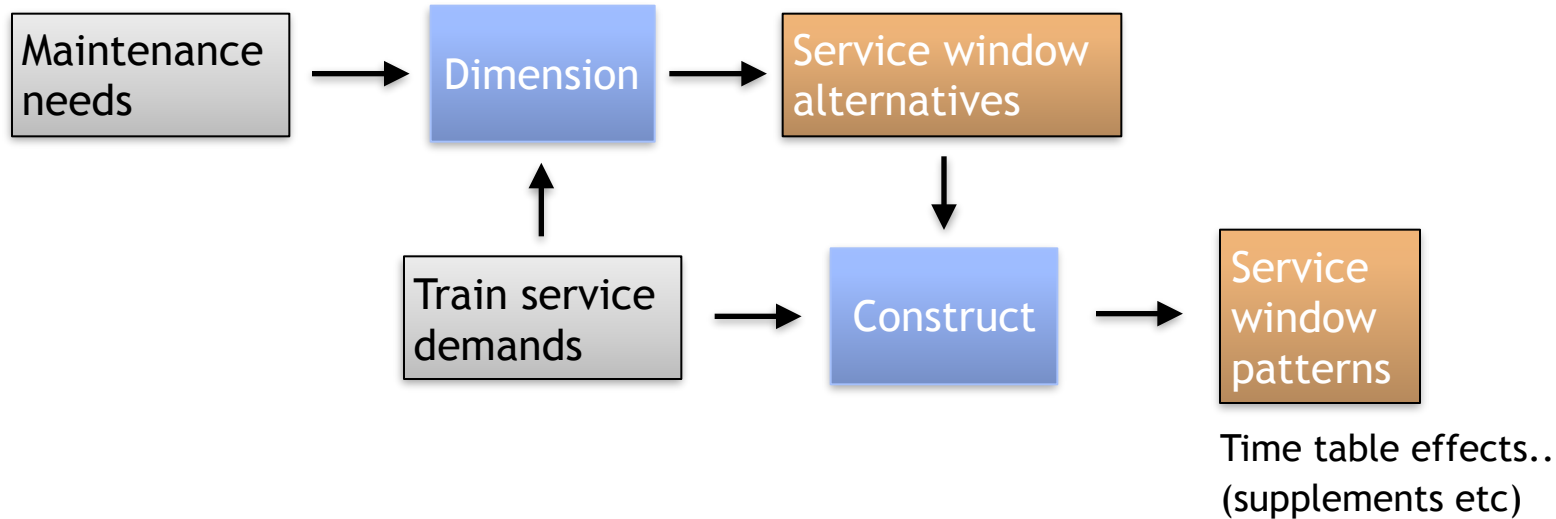 Maintenance
needs
Dimension
Service window
alternatives
Train service
demands
Construct
Service
window
patterns
Time table effects..
(supplements etc)